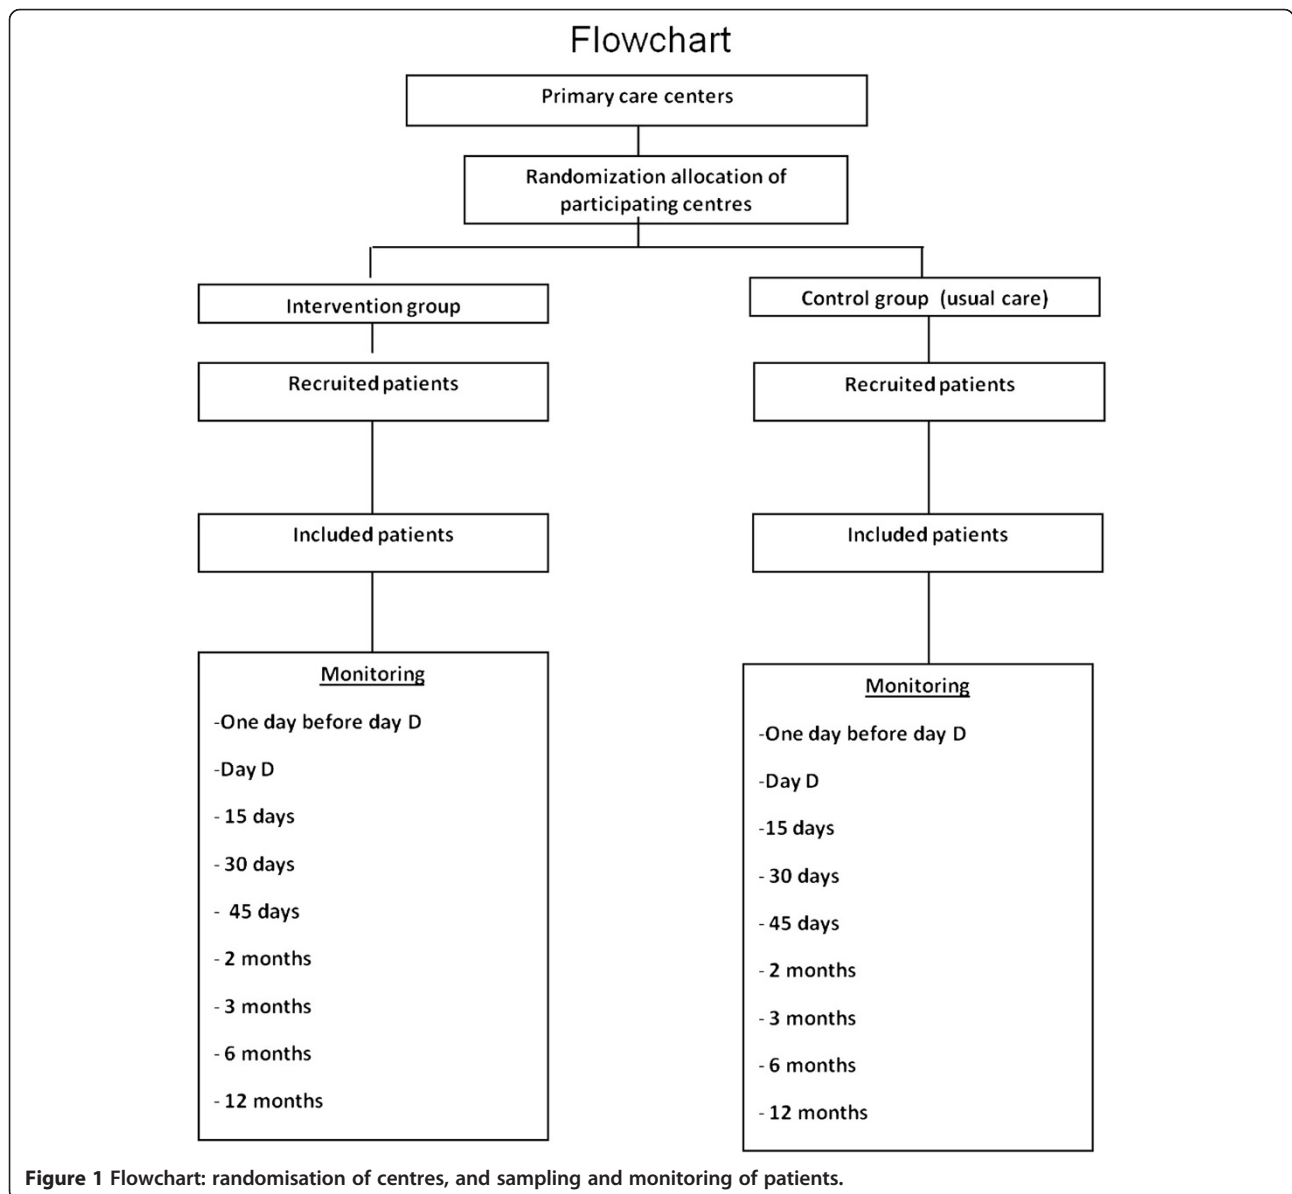 Flowchart
Primary care centers
Randomization allocation of
participating centres
Intervention group
Control group (usual care)
Recruited patients
Recruited patients
Included patients
Included patients
Monitoring
-One day before day D
-Day D
- 15 days
- 30 days
- 45 days
- 2 months
- 3 months
- 6 months
- 12 months
Monitoring
-One day before day D
-Day D
-15 days
- 30 days
- 45 days
- 2 months
- 3 months
- 6 months
- 12 months
Figure 1 Flowchart: randomisation of centres, and sampling and monitoring of patients.